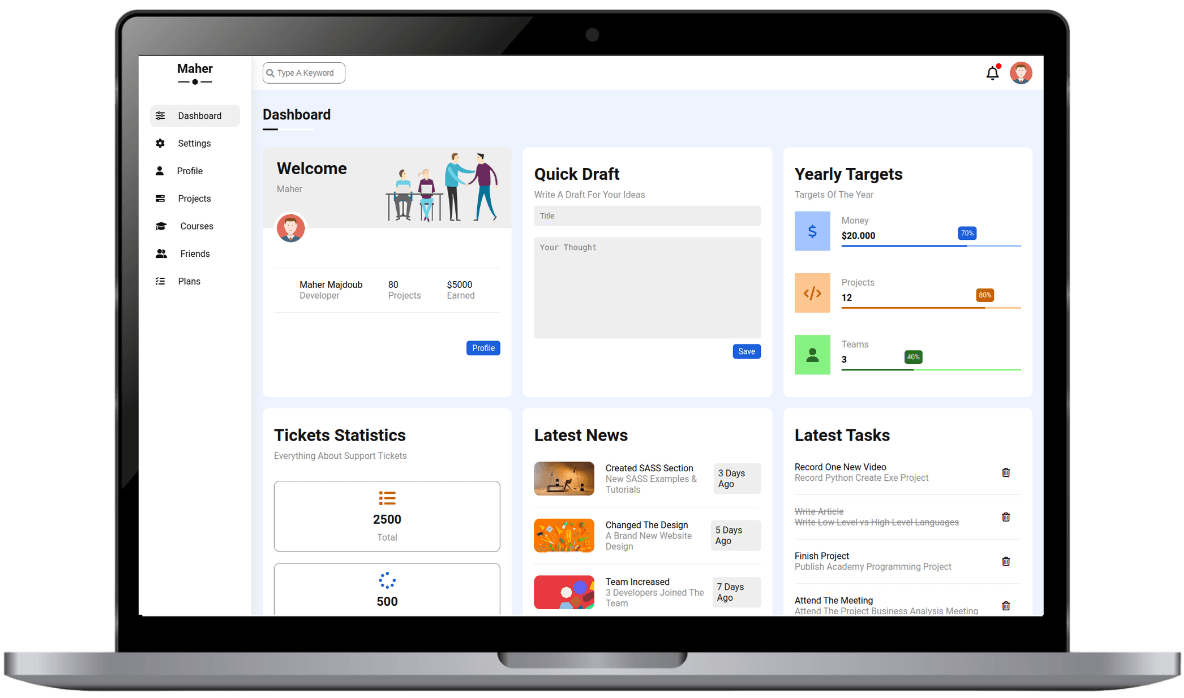 Maher
Dashboard
Settings
Profile
Projects
Courses
Friends
Plans
Type A Keyword
Dashboard
Welcome
Maher
Maher Majdoub
Developer
80
Projects
$5000
Earned
Profile
Quick Draft
Write A Draft For Your Ideas
Title
Your Thought
Save
Yearly Targets
Targets Of The Year
$
Money
$20.000
70%
</>
Projects
12
80%
Teams
3
40%
Tickets Statistics
Everything About Support Tickets
2500
Total
500
Latest News
Created SASS Section
New SASS Examples &
Tutorials
3 Days
Ago
Changed The Design
A Brand New Website
Design
5 Days
Ago
Team Increased
3 Developers Joined The
Team
7 Days
Ago
Latest Tasks
Record One New Video
Record Python Create Exe Project
Write Article
Write Low Level vs High Level Languages
Finish Project
Publish Academy Programming Project
Attend The Meeting
Attend The Project Business Analysis Meeting